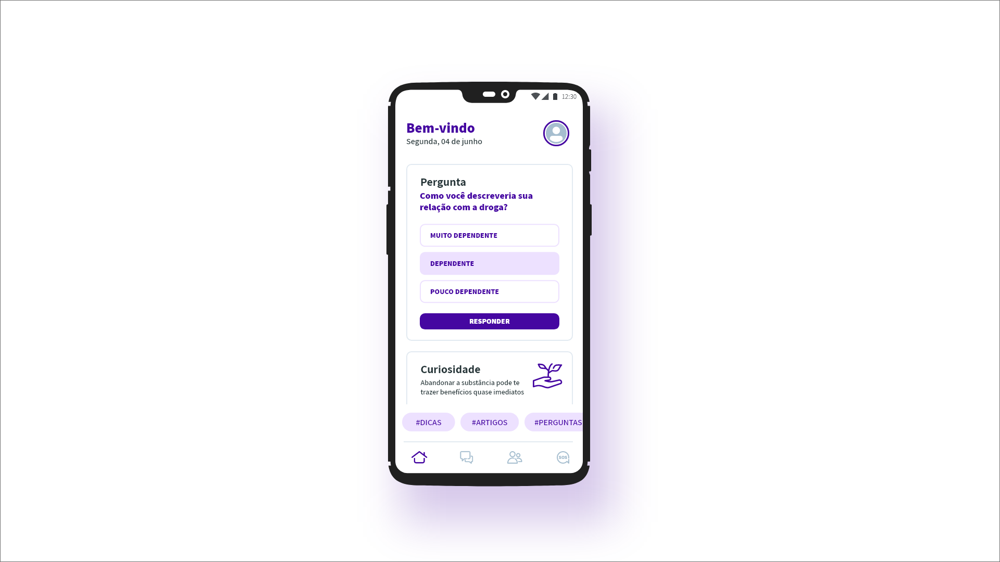 12:30
Bem-vindo
Segunda, 04 de junho
Pergunta
Como você descreveria sua
relação com a droga?
MUITO DEPENDENTE
DEPENDENTE
POUCO DEPENDENTE
RESPONDER
Curiosidade
Abandonar a substância pode te
trazer benefícios quase imediatos
#DICAS #ARTIGOS #PERGUNTAS
SOS